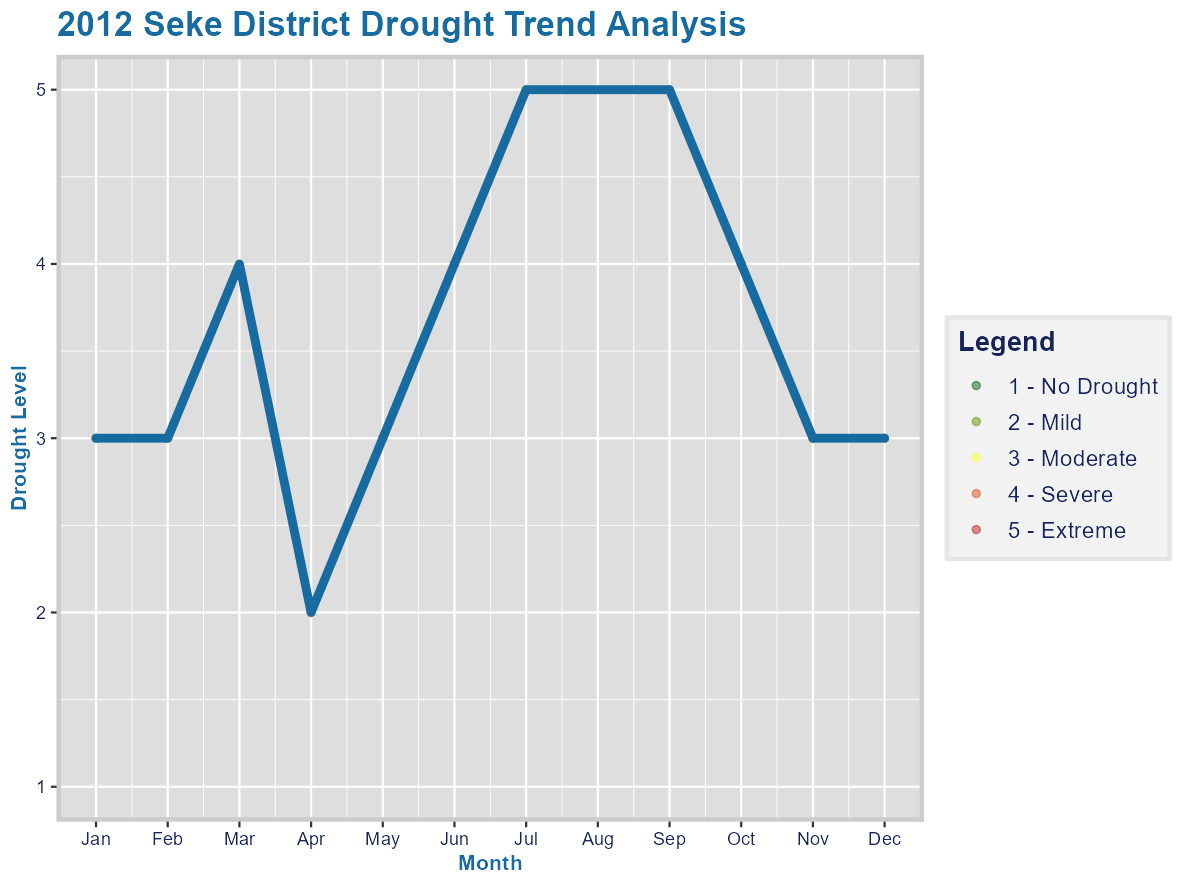 2012 Seke District Drought Trend Analysis
Drought Level
5
4
3
2
1
Jan Feb Mar Apr May Jun Jul Aug Sep Oct Nov Dec
Month
Legend
1 - No Drought
2 - Mild
3 - Moderate
4 - Severe
5 - Extreme